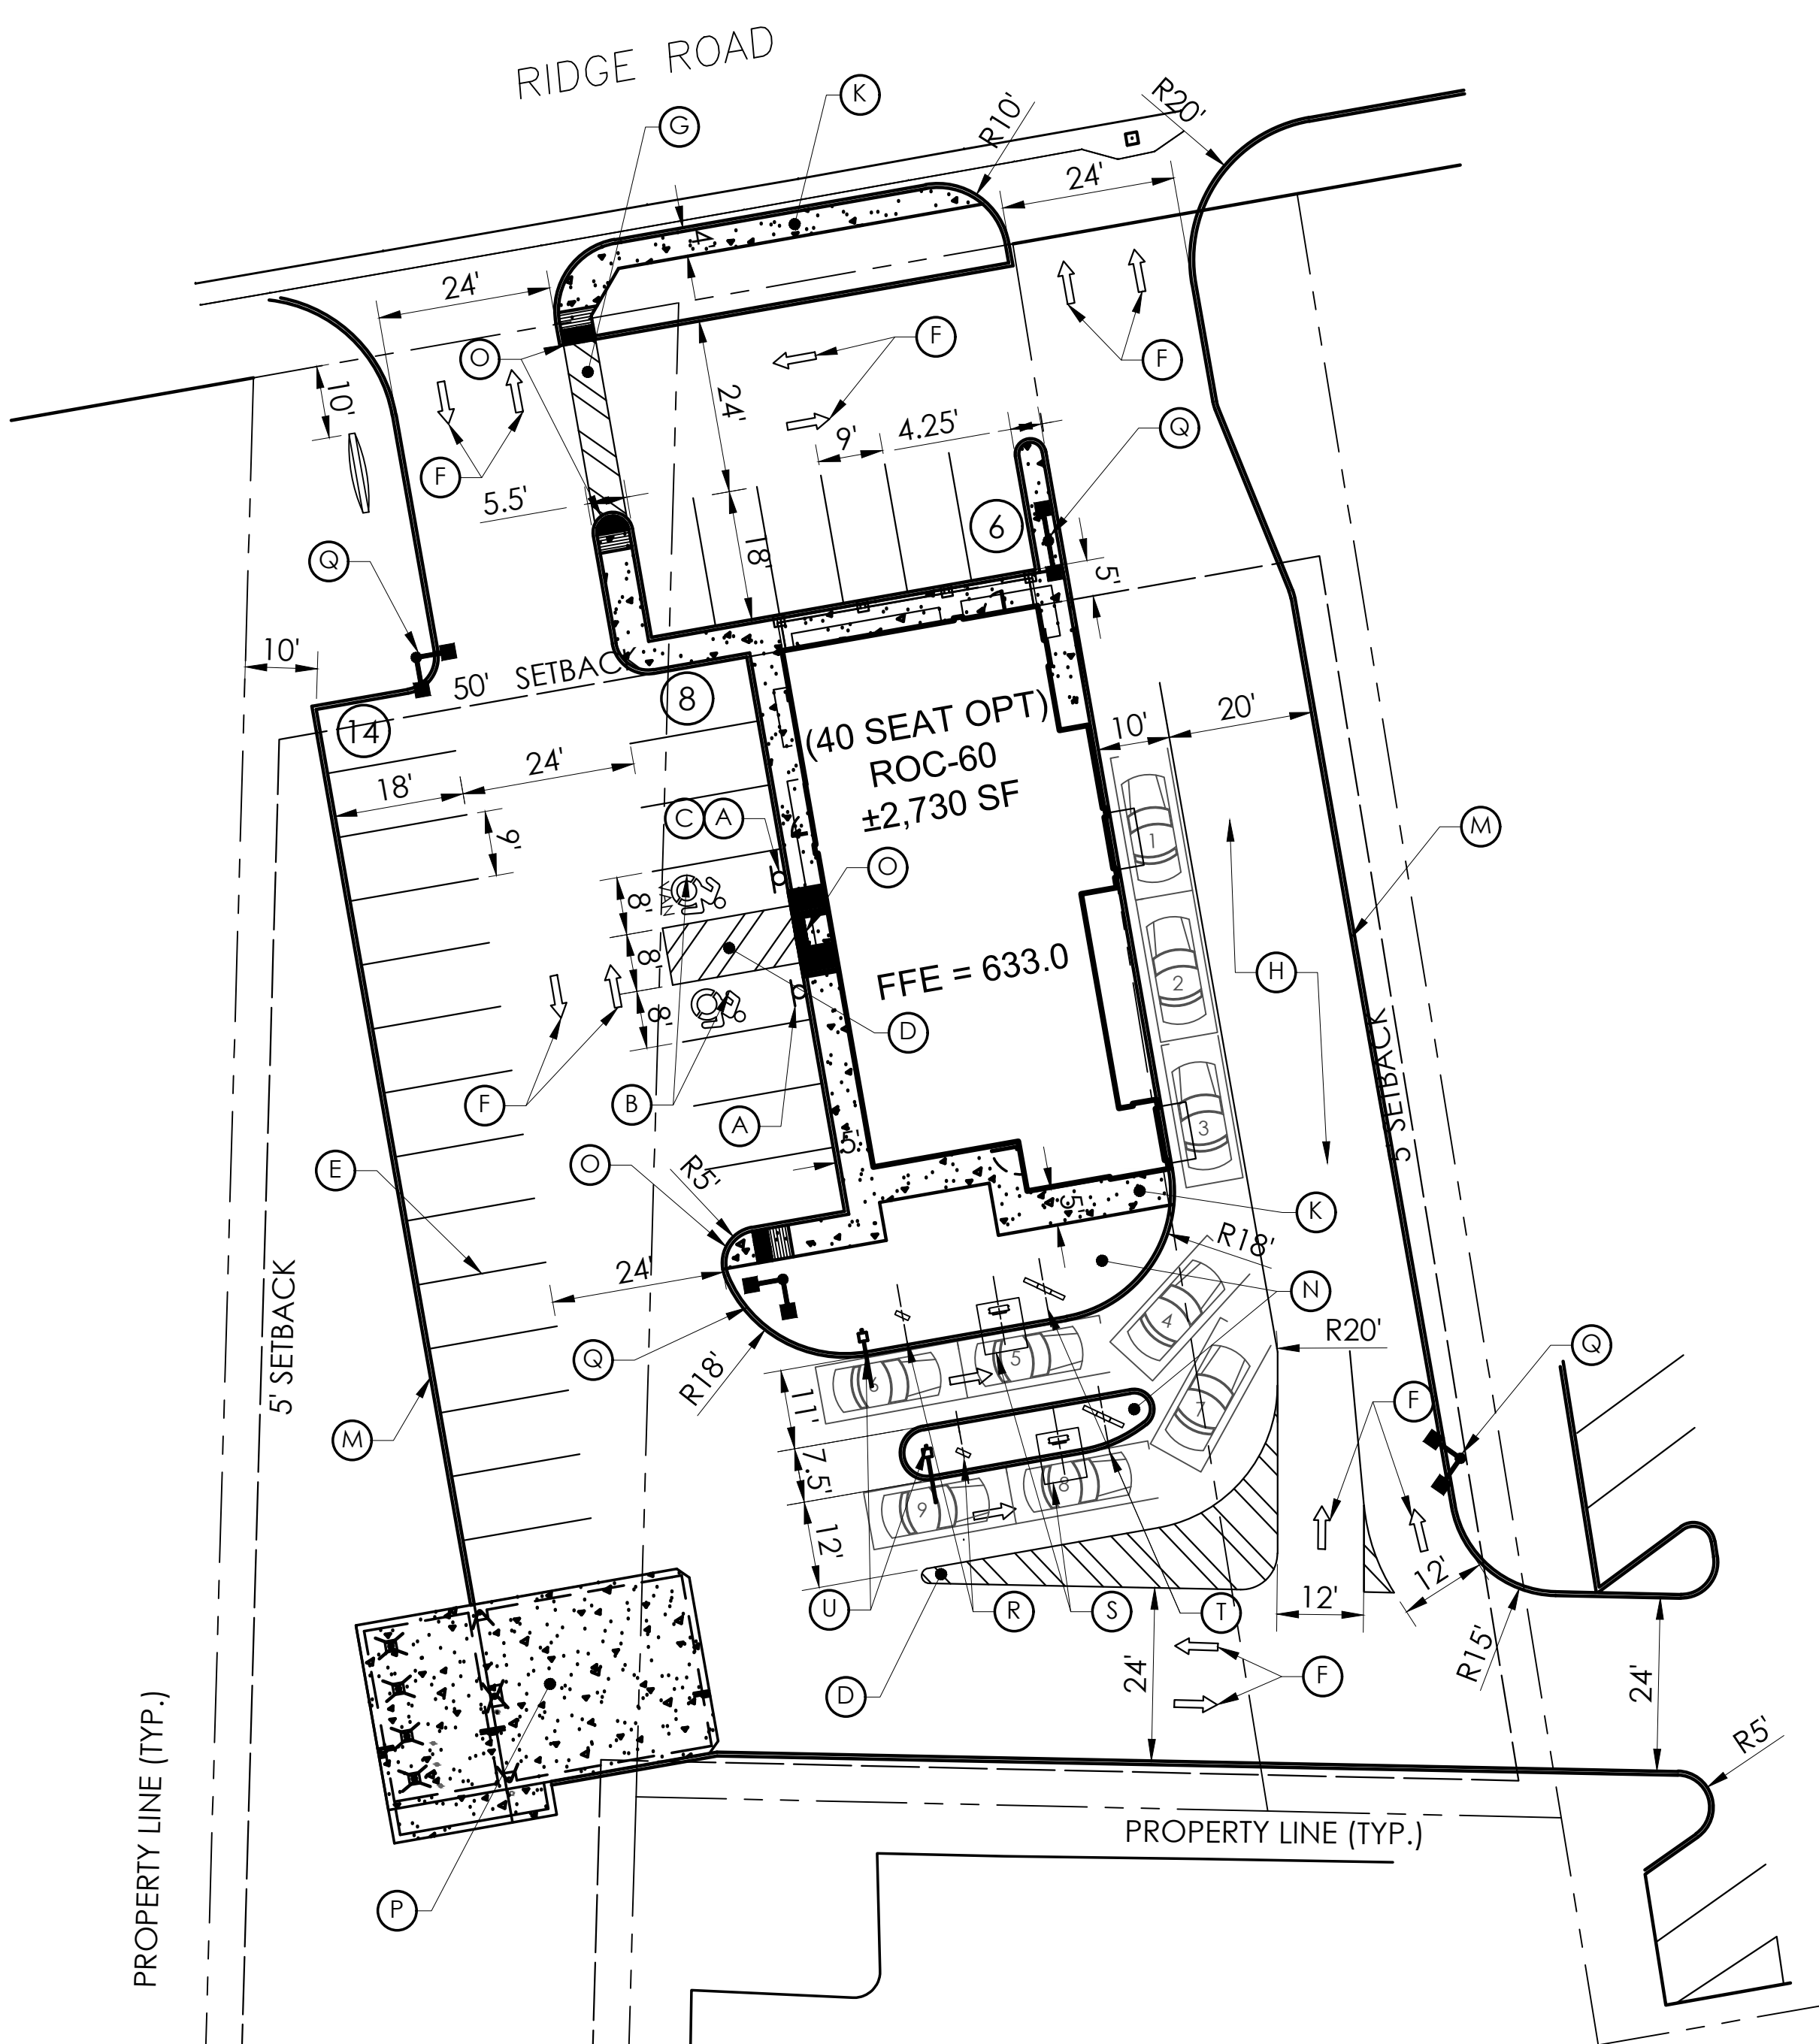 RIDGE ROAD
K
G
R10'
R20'
24'
4'
24'
O
F
F
10'
24'
9'
4.25'
Q
F
5.5'
6
18'
5'
Q
10'
50' SETBACK
8
14
(40 SEAT OPT)
ROC-60
±2,730 SF
10'
20'
18'
24'
9'
C
A
O
M
1
VAN
8'
8'
8'
FFE = 633.0
2
H
D
F
B
A
3
5' SETBACK
5'
O
R5'
E
5'
K
R18'
24'
N
4
5' SETBACK
Q
R18'
5
6
R20'
Q
11'
7
F
M
7.5'
8
9
12'
12'
12'
U
R
S
T
D
24'
F
R15'
24'
R5'
PROPERTY LINE (TYP.)
PROPERTY LINE (TYP.)
P